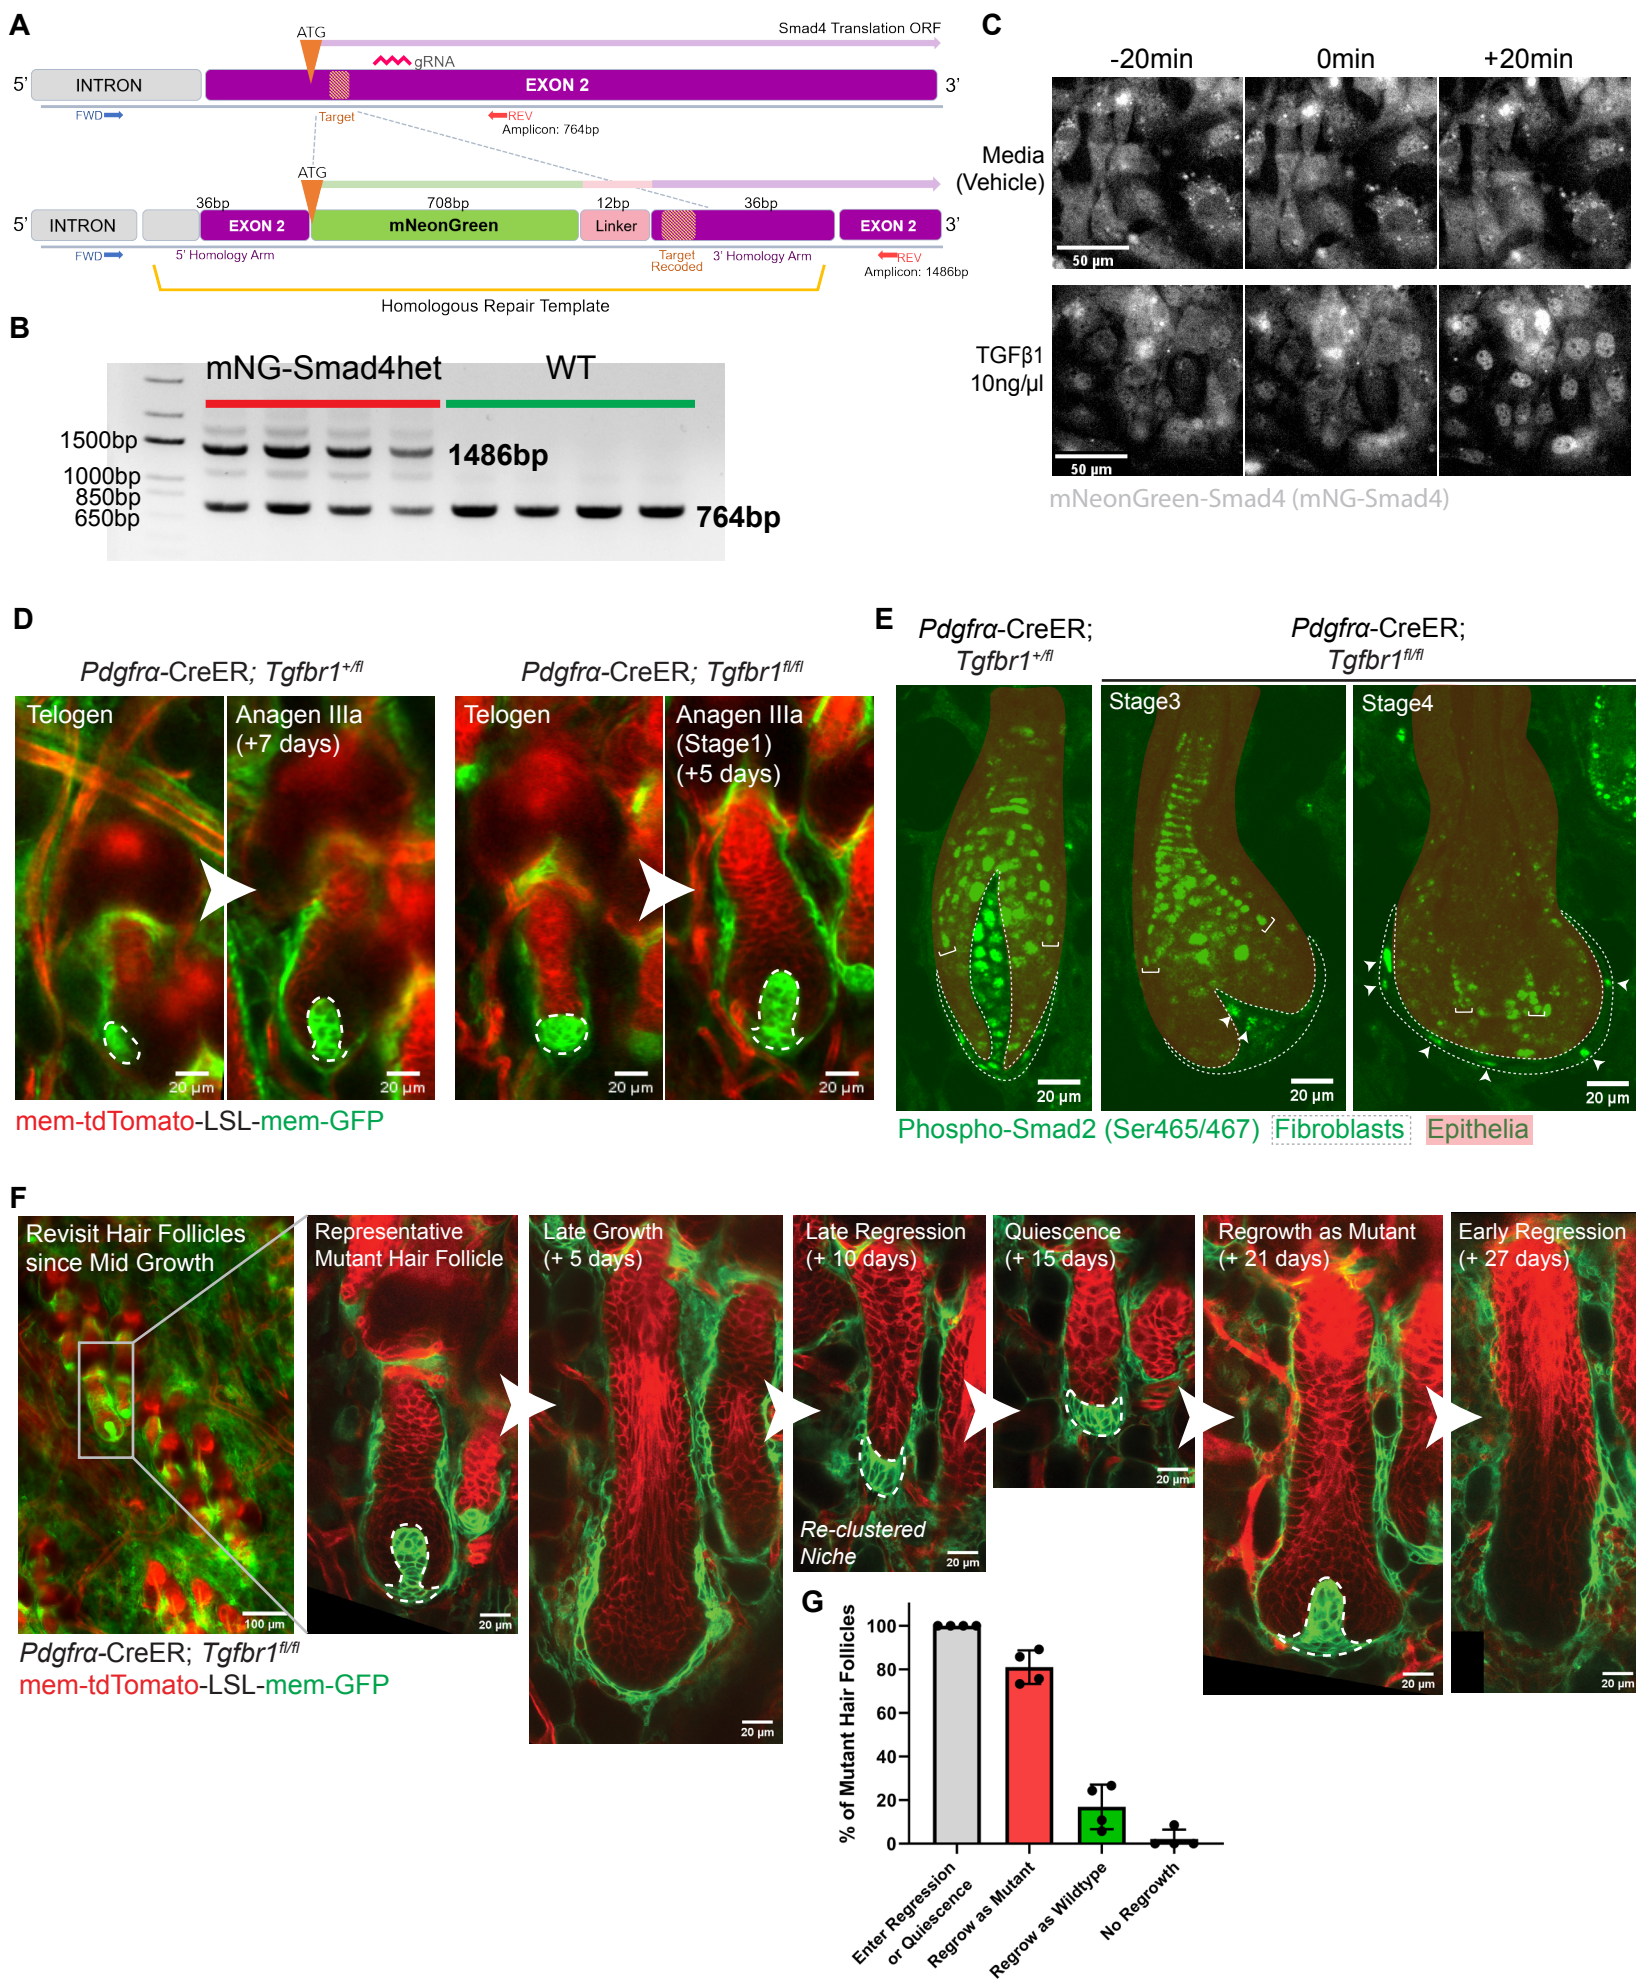 A
ATG
Smad4 Translation ORF
gRNA
5’
INTRON
EXON 2
3’
FWD
Target
REV
Amplicon: 764bp
ATG
36bp
708bp
12bp
36bp
5’
INTRON
EXON 2
mNeonGreen
Linker
EXON 2
3’
FWD
5’ Homology Arm
Target
Recoded
3’ Homology Arm
REV
Amplicon: 1486bp
Homologous Repair Template
B
mNG-Smad4het
WT
1500bp
1000bp
850bp
650bp
1486bp
764bp
C
-20min
0min
+20min
Media
(Vehicle)
50 µm
TGFβ1
10ng/µl
50 µm
mNeonGreen-Smad4 (mNG-Smad4)
D
Pdgfrα-CreER; Tgfbr1+/fl
Pdgfrα-CreER; Tgfbr1fl/fl
Telogen
Anagen IIIa
(+7 days)
Telogen
Anagen IIIa
(Stage1)
(+5 days)
20 µm
20 µm
20 µm
20 µm
mem-tdTomato-LSL-mem-GFP
E
Pdgfrα-CreER;
Tgfbr1+/fl
Pdgfrα-CreER;
Tgfbr1fl/fl
Stage3
Stage4
20 µm
20 µm
20 µm
Phospho-Smad2 (Ser465/467)
Fibroblasts
Epithelia
F
Revisit Hair Follicles
since Mid Growth
Representative
Mutant Hair Follicle
Late Growth
(+ 5 days)
Late Regression
(+ 10 days)
Quiescence
(+ 15 days)
Regrowth as Mutant
(+ 21 days)
Early Regression
(+ 27 days)
Re-clustered
Niche
100 µm
20 µm
20 µm
20 µm
20 µm
20 µm
20 µm
Pdgfrα-CreER; Tgfbr1fl/fl
mem-tdTomato-LSL-mem-GFP
G
% of Mutant Hair Follicles
100
80
60
40
20
0
Enter Regression
or Quiescence
Regrow as Mutant
Regrow as Wildtype
No Regrowth